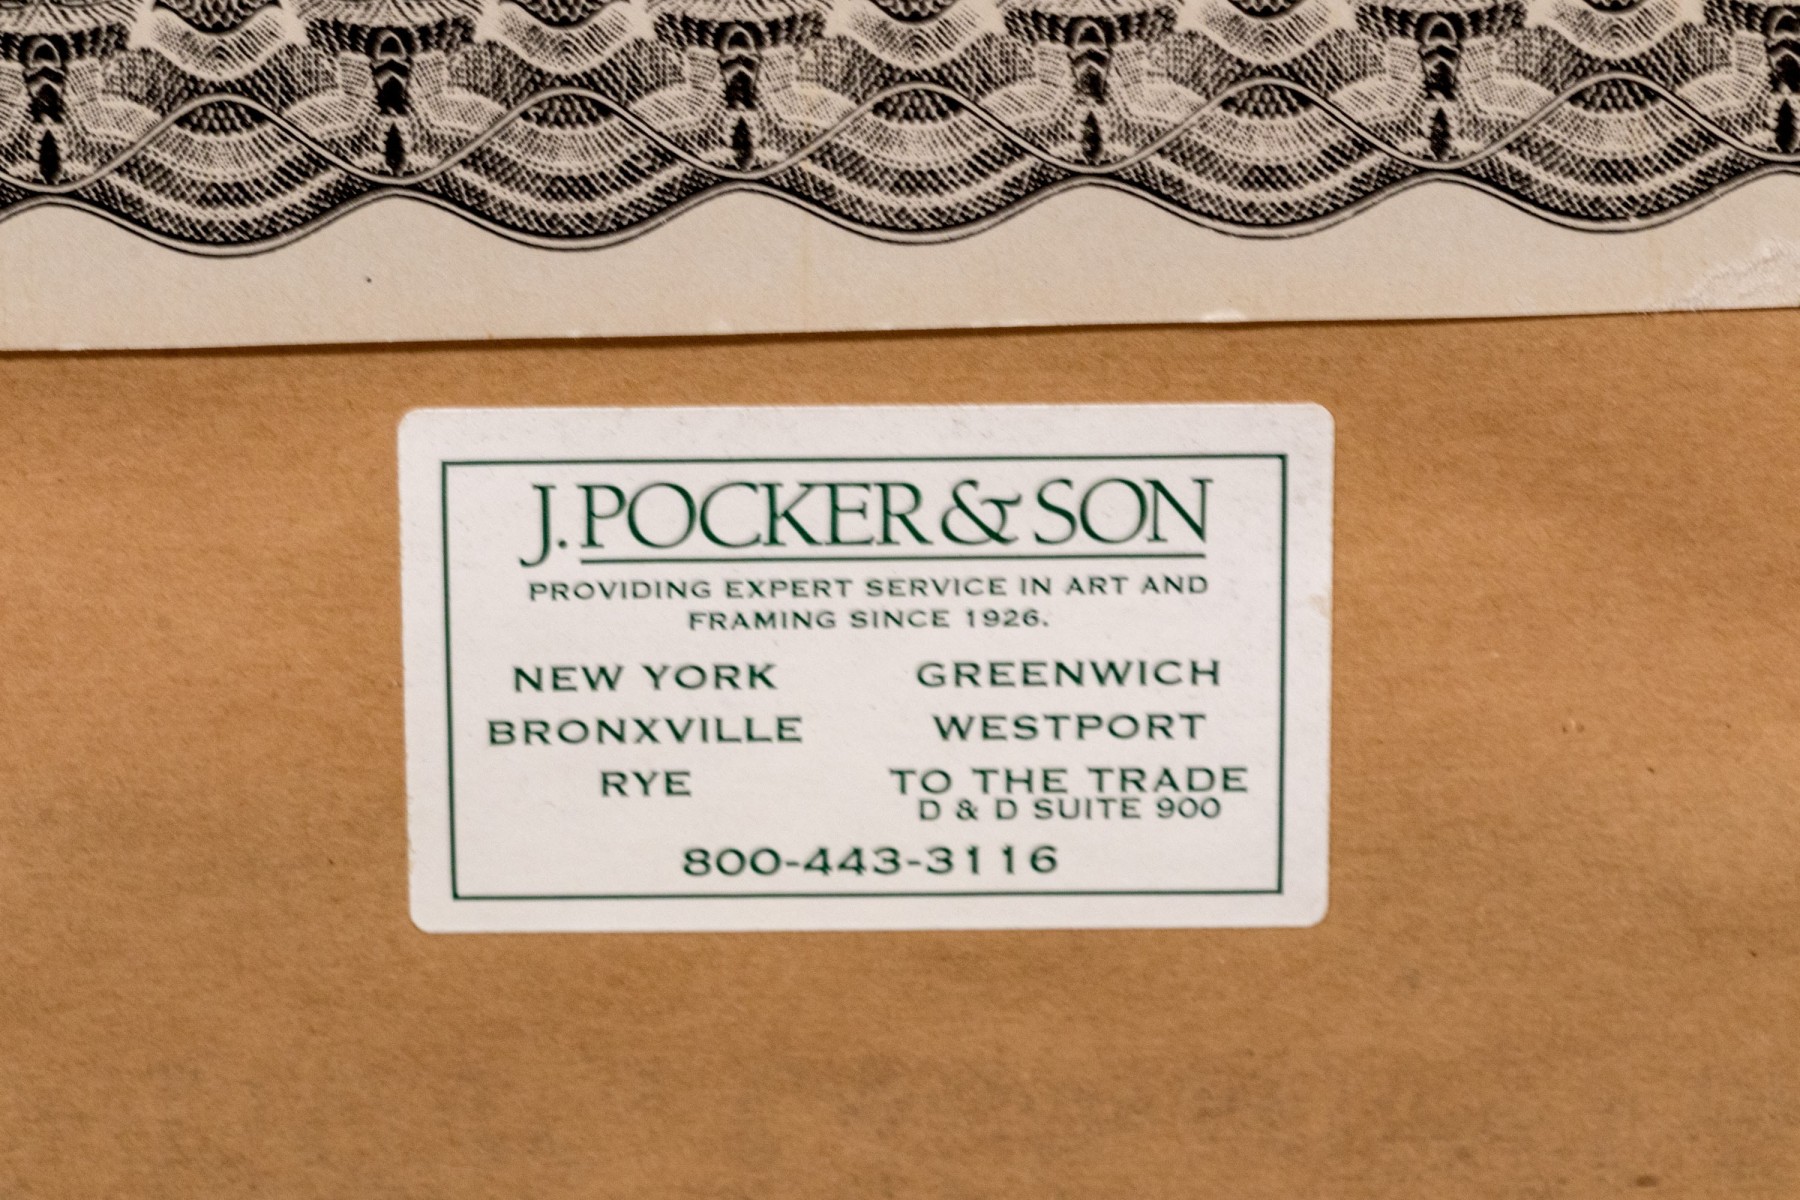 J. POCKER & SON
PROVIDING EXPERT SERVICE IN ART AND
FRAMING SINCE 1926.
NEW YORK GREENWICH
BRONXVILLE WESTPORT
RYE TO THE TRADE
D & D SUITE 900
800-443-3116